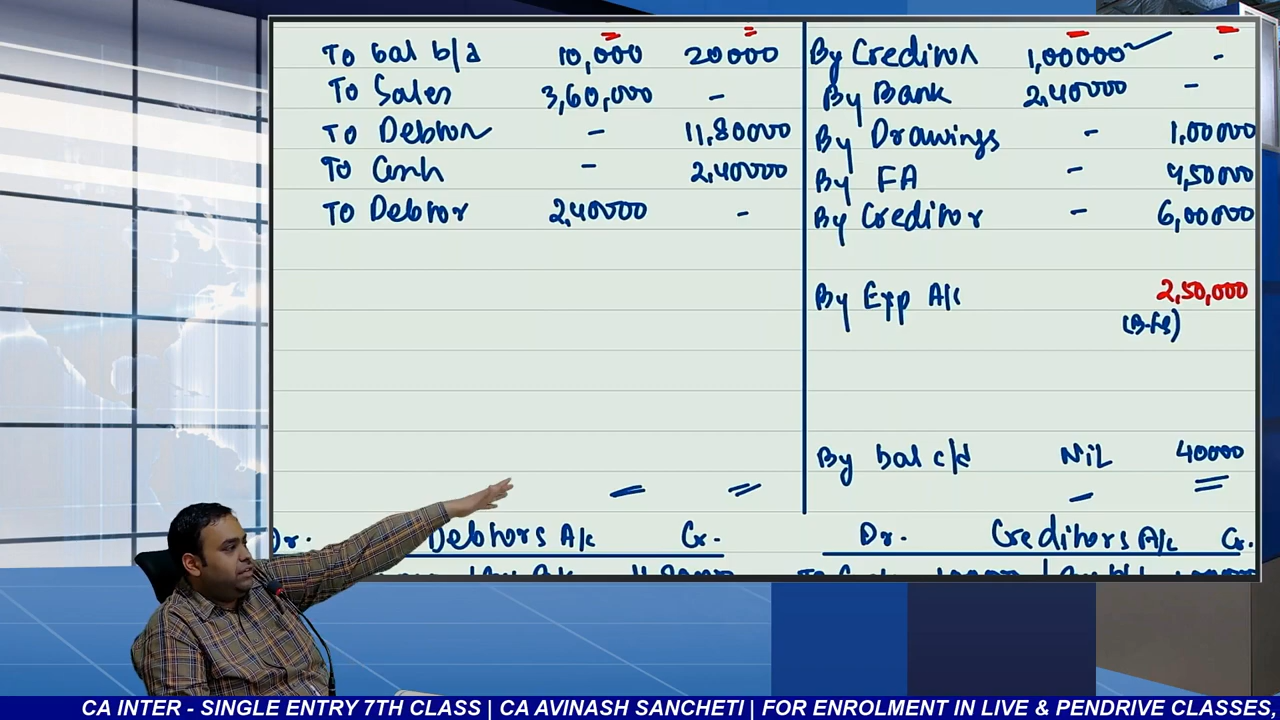 To bal b/d 10,000 20000
To Sales 3,60,000 -
To Debtor - 11,80000
To Cash - 2,40000
To Debtor 2,40000 -
By Creditor 1,00000 -
By Bank 2,40000 -
By Drawings - 1,00000
By FA - 4,50000
By Creditor - 6,00000
By Exp A/c 2,50,000
(B.fig)
By bal c/d NIL 40000
Dr. Debtors A/c Cr.
Dr. Creditors A/c Cr.
CA INTER - SINGLE ENTRY 7TH CLASS | CA AVINASH SANCHETI | FOR ENROLMENT IN LIVE & PENDRIVE CLASSES,